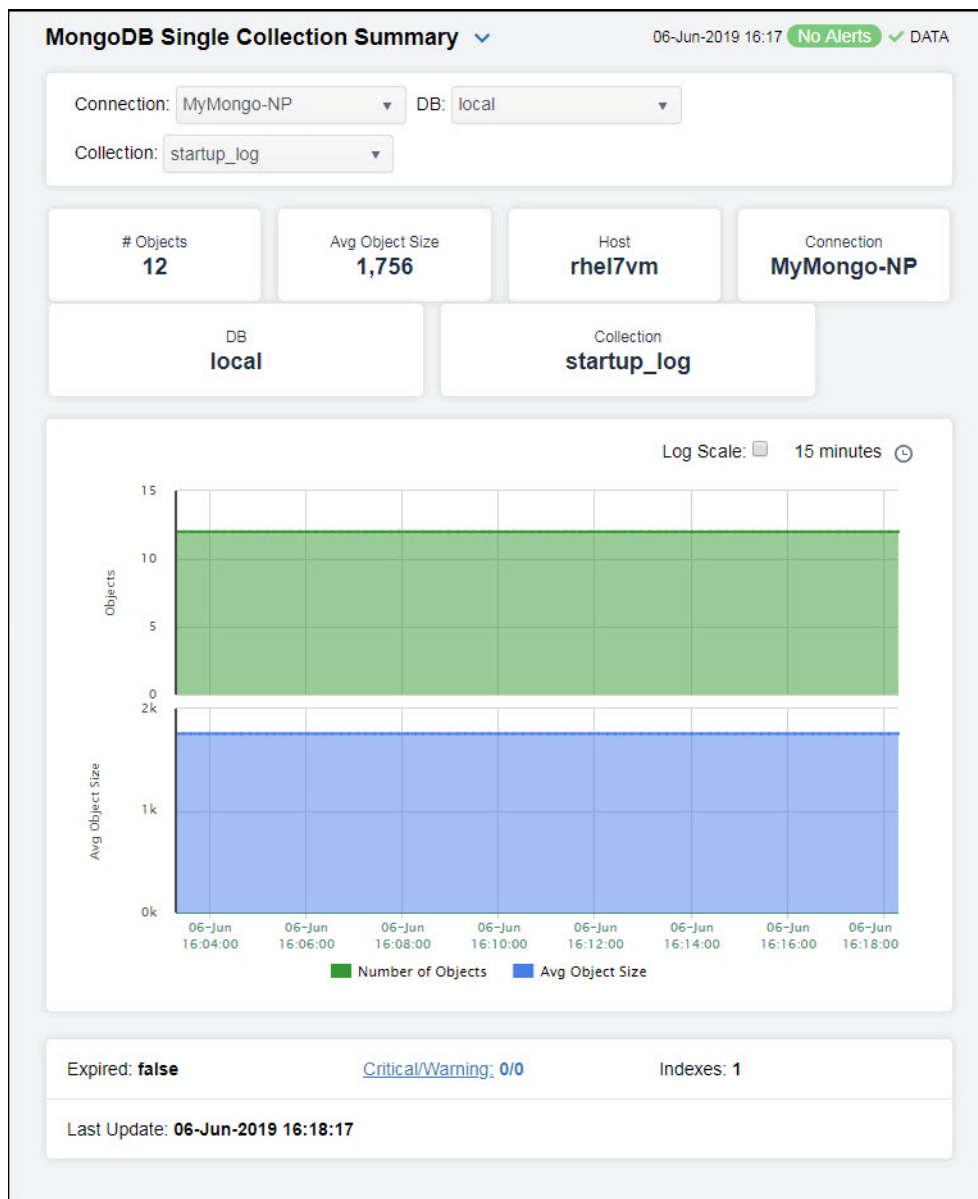 MongoDB Single Collection Summary 06-Jun-2019 16:17 No Alerts DATA
Connection: MyMongo-NP DB: local
Collection: startup_log
# Objects Avg Object Size Host Connection
12 1,756 rhel7vm MyMongo-NP
DB Collection
local startup_log
Log Scale: 15 minutes
15
10
Objects
5
0
2k
Avg Object Size
1k
0k
06-Jun 06-Jun 06-Jun 06-Jun 06-Jun 06-Jun 06-Jun 06-Jun
16:04:00 16:06:00 16:08:00 16:10:00 16:12:00 16:14:00 16:16:00 16:18:00
Number of Objects Avg Object Size
Expired: false Critical/Warning: 0/0 Indexes: 1
Last Update: 06-Jun-2019 16:18:17